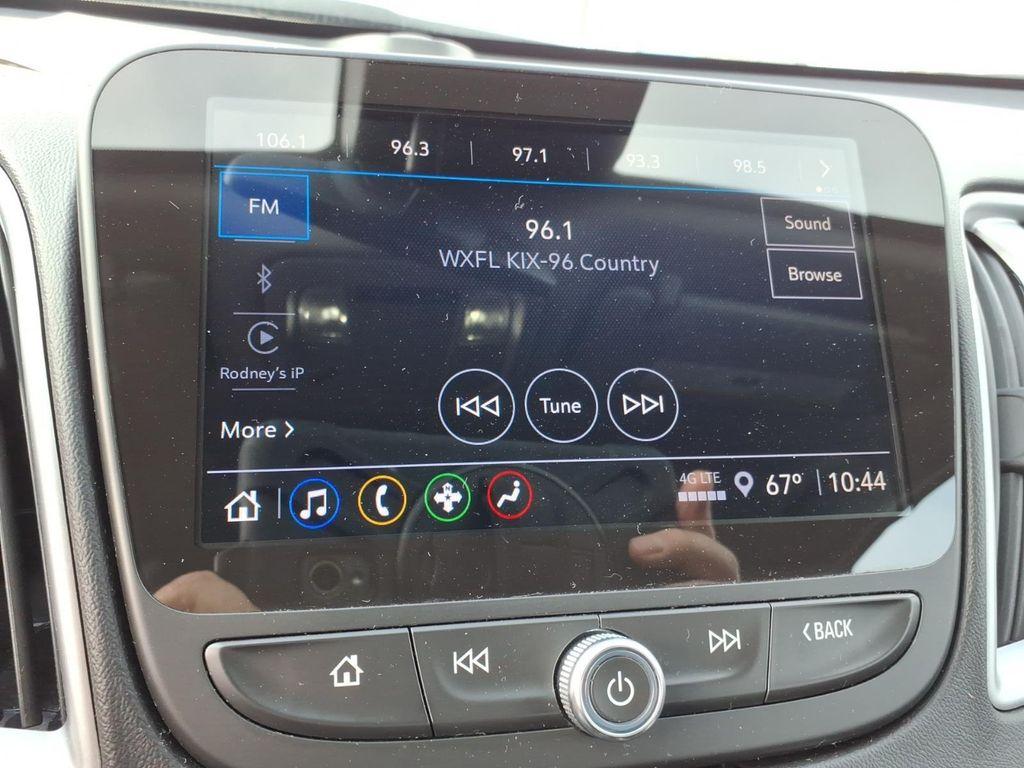 106.1 96.3 97.1 93.3 98.5
FM
96.1
WXFL KIX-96 Country
Sound
Browse
Rodney's iP
Tune
More
4G LTE 67° 10:44
BACK